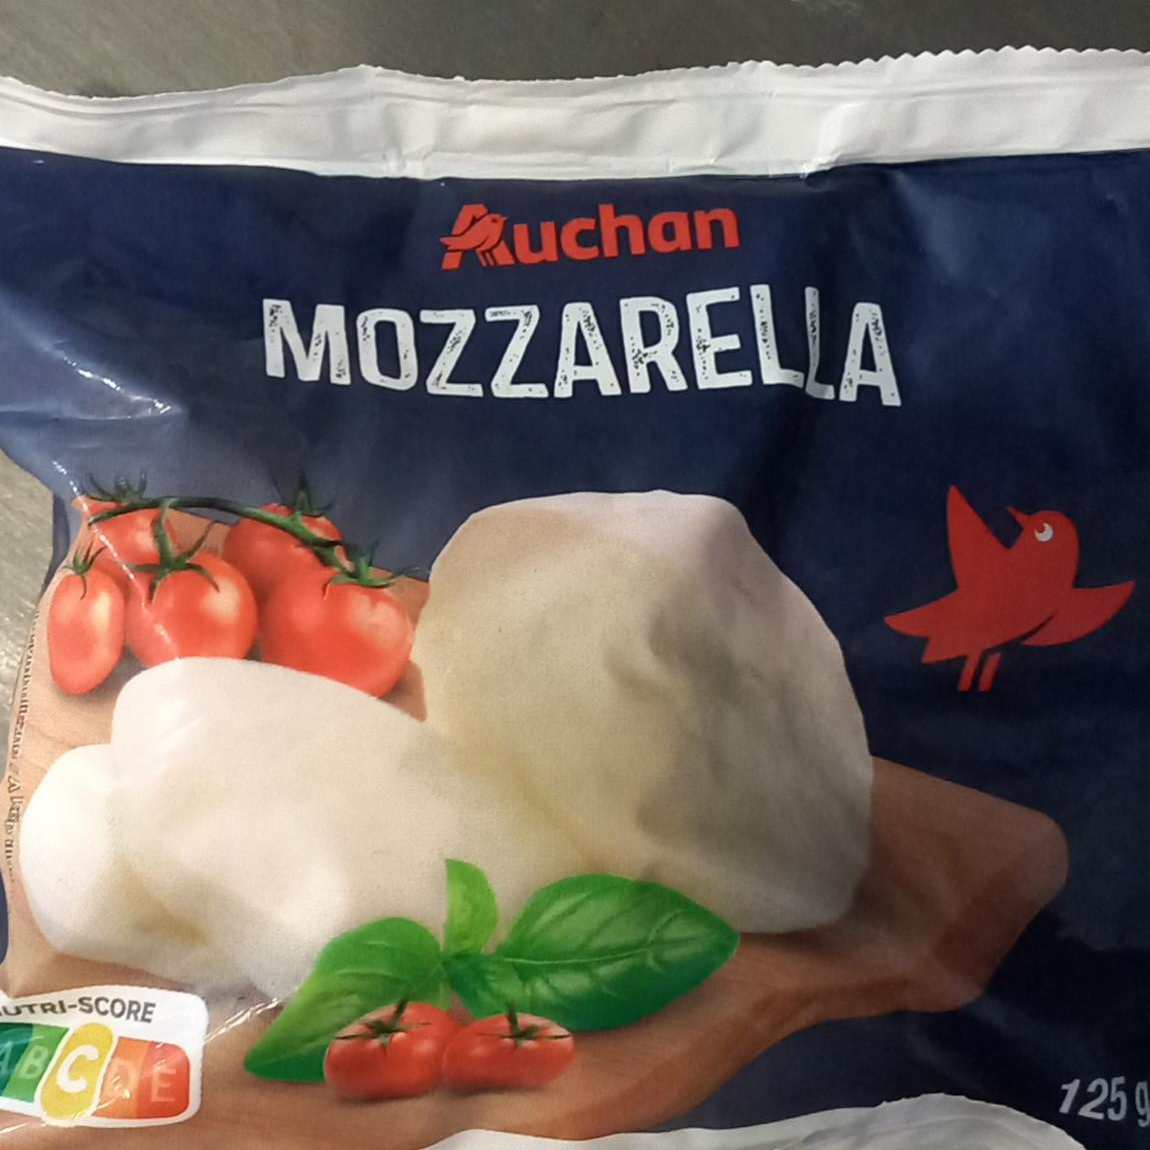 Auchan
MOZZARELLA
NUTRI-SCORE
A B C D E
125 g